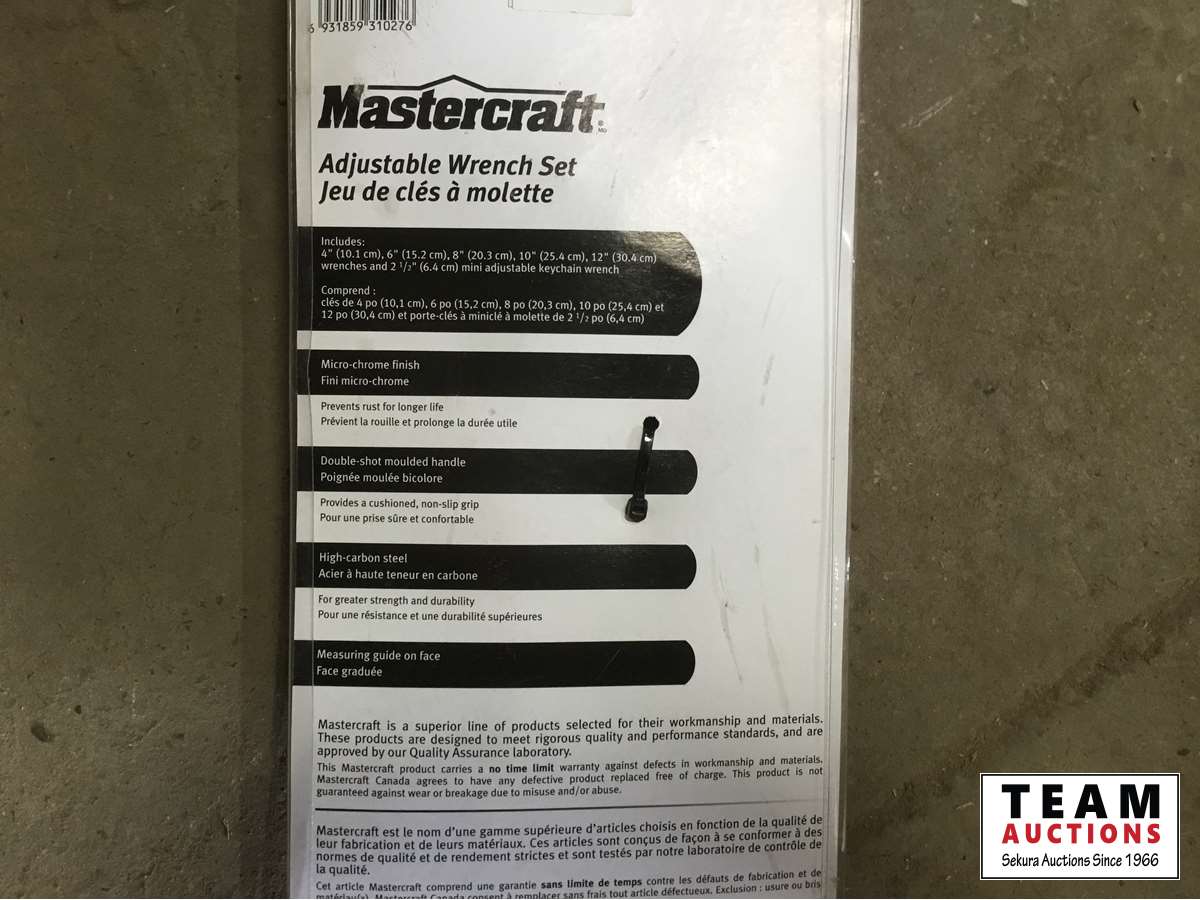 6 931859 310276
Mastercraft®
MD
Adjustable Wrench Set
Jeu de clés à molette
Includes:
4" (10.1 cm), 6" (15.2 cm), 8" (20.3 cm), 10" (25.4 cm), 12" (30.4 cm)
wrenches and 2 1/2" (6.4 cm) mini adjustable keychain wrench
Comprend :
clés de 4 po (10,1 cm), 6 po (15,2 cm), 8 po (20,3 cm), 10 po (25,4 cm) et
12 po (30,4 cm) et porte-clés à miniclé à molette de 2 1/2 po (6,4 cm)
Micro-chrome finish
Fini micro-chrome
Prevents rust for longer life
Prévient la rouille et prolonge la durée utile
Double-shot moulded handle
Poignée moulée bicolore
Provides a cushioned, non-slip grip
Pour une prise sûre et confortable
High-carbon steel
Acier à haute teneur en carbone
For greater strength and durability
Pour une résistance et une durabilité supérieures
Measuring guide on face
Face graduée
Mastercraft is a superior line of products selected for their workmanship and materials.
These products are designed to meet rigorous quality and performance standards, and are
approved by our Quality Assurance laboratory.
This Mastercraft product carries a no time limit warranty against defects in workmanship and materials.
Mastercraft Canada agrees to have any defective product replaced free of charge. This product is not
guaranteed against wear or breakage due to misuse and/or abuse.
Mastercraft est le nom d'une gamme supérieure d'articles choisis en fonction de la qualité de
leur fabrication et de leurs matériaux. Ces articles sont conçus de façon à se conformer à des
normes de qualité et de rendement strictes et sont testés par notre laboratoire de contrôle de
la qualité.
Cet article Mastercraft comprend une garantie sans limite de temps contre les défauts de fabrication et de
matériau(x). Mastercraft Canada consent à remplacer sans frais tout article défectueux. Exclusion : usure ou bris
TEAM
AUCTIONS
Sekura Auctions Since 1966